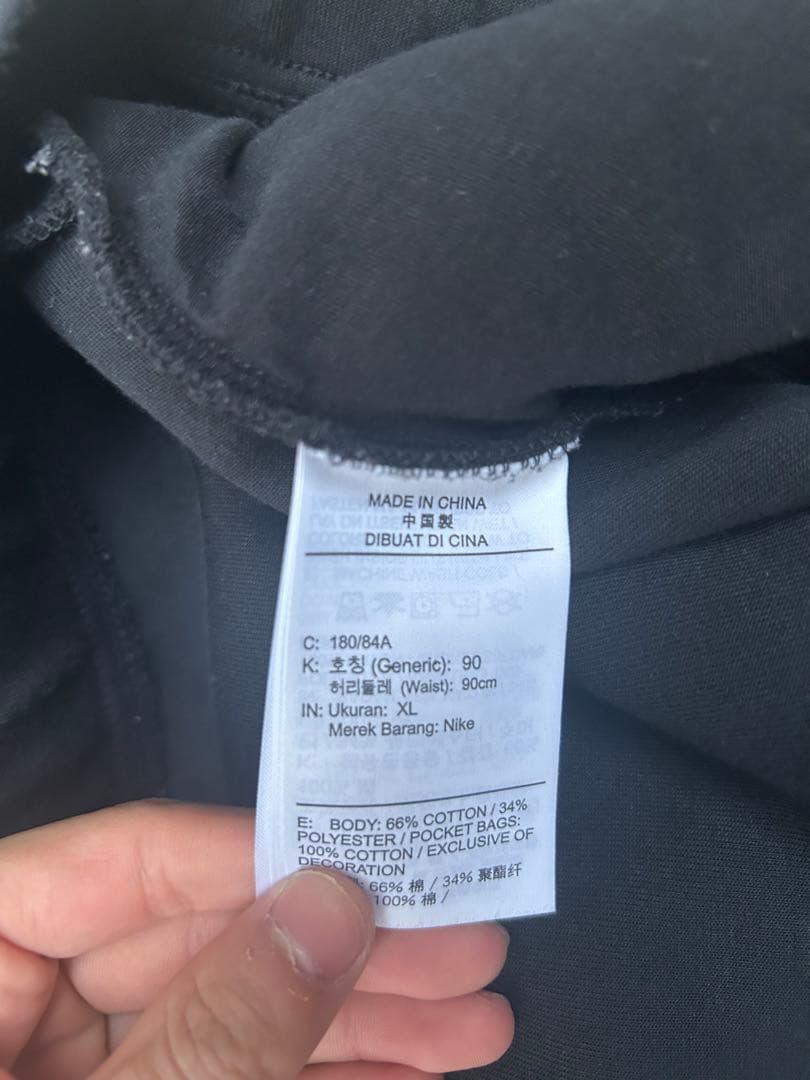 MADE IN CHINA
中国製
DIBUAT DI CINA
C: 180/84A
K: 호칭 (Generic): 90
허리둘레 (Waist): 90cm
IN: Ukuran: XL
Merek Barang: Nike
E: BODY: 66% COTTON / 34%
POLYESTER / POCKET BAGS:
100% COTTON / EXCLUSIVE OF
DECORATION
66% 棉 / 34% 聚酯纤
100% 棉 /